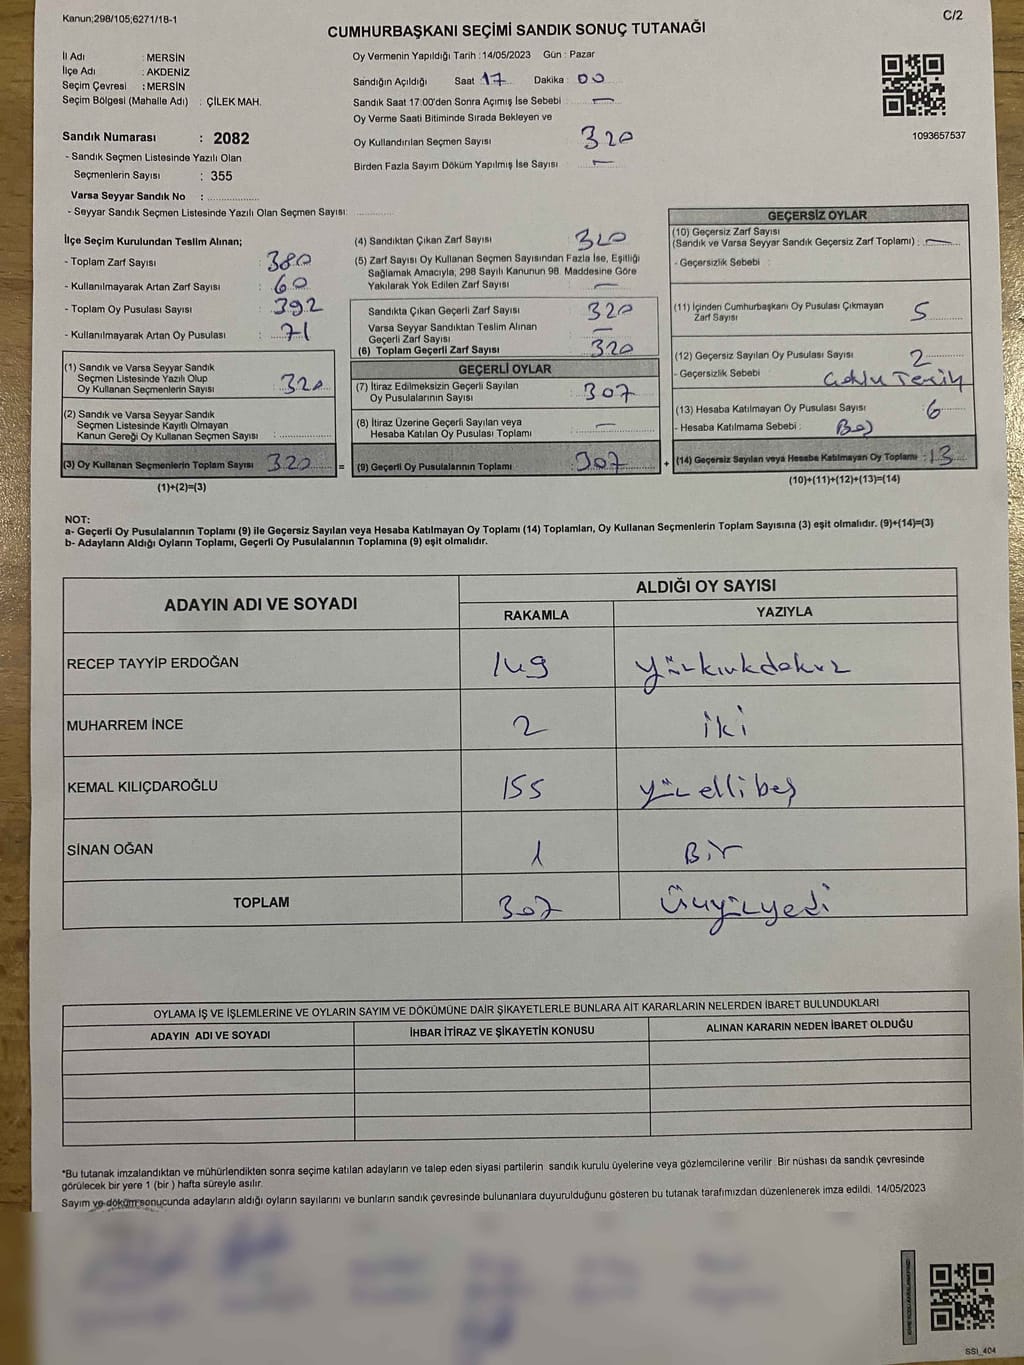 Kanun;298/105;6271/18-1
C/2
CUMHURBAŞKANI SEÇİMİ SANDIK SONUÇ TUTANAĞI
İl Adı : MERSİN
İlçe Adı : AKDENİZ
Seçim Çevresi : MERSİN
Seçim Bölgesi (Mahalle Adı) : ÇİLEK MAH.
Sandık Numarası : 2082
- Sandık Seçmen Listesinde Yazılı Olan
Seçmenlerin Sayısı : 355
Varsa Seyyar Sandık No :
- Seyyar Sandık Seçmen Listesinde Yazılı Olan Seçmen Sayısı:
Oy Vermenin Yapıldığı Tarih : 14/05/2023 Gün : Pazar
Sandığın Açıldığı Saat : 17 Dakika : 00
Sandık Saat 17:00'den Sonra Açımış İse Sebebi : —
Oy Verme Saati Bitiminde Sırada Bekleyen ve
Oy Kullandırılan Seçmen Sayısı 320
Birden Fazla Sayım Döküm Yapılmış İse Sayısı : —
1093657537
İlçe Seçim Kurulundan Teslim Alınan;
- Toplam Zarf Sayısı : 380
- Kullanılmayarak Artan Zarf Sayısı : 60
- Toplam Oy Pusulası Sayısı : 392
- Kullanılmayarak Artan Oy Pusulası : 71
(1) Sandık ve Varsa Seyyar Sandık
Seçmen Listesinde Yazılı Olup
Oy Kullanan Seçmenlerin Sayısı : 320
(2) Sandık ve Varsa Seyyar Sandık
Seçmen Listesinde Kayıtlı Olmayan
Kanun Gereği Oy Kullanan Seçmen Sayısı :
(3) Oy Kullanan Seçmenlerin Toplam Sayısı : 320 =
(1)+(2)=(3)
(4) Sandıktan Çıkan Zarf Sayısı : 320
(5) Zarf Sayısı Oy Kullanan Seçmen Sayısından Fazla İse, Eşitliği
Sağlamak Amacıyla, 298 Sayılı Kanunun 98. Maddesine Göre
Yakılarak Yok Edilen Zarf Sayısı : —
Sandıkta Çıkan Geçerli Zarf Sayısı : 320
Varsa Seyyar Sandıktan Teslim Alınan
Geçerli Zarf Sayısı : —
(6) Toplam Geçerli Zarf Sayısı : 320
GEÇERLİ OYLAR
(7) İtiraz Edilmeksizin Geçerli Sayılan
Oy Pusulalarının Sayısı : 307
(8) İtiraz Üzerine Geçerli Sayılan veya
Hesaba Katılan Oy Pusulası Toplamı : —
(9) Geçerli Oy Pusulalarının Toplamı : 307 +
GEÇERSİZ OYLAR
(10) Geçersiz Zarf Sayısı
(Sandık ve Varsa Seyyar Sandık Geçersiz Zarf Toplamı) : —
- Geçersizlik Sebebi :
(11) İçinden Cumhurbaşkanı Oy Pusulası Çıkmayan
Zarf Sayısı : 5
(12) Geçersiz Sayılan Oy Pusulası Sayısı : 2
- Geçersizlik Sebebi : Çoklu Tercih
(13) Hesaba Katılmayan Oy Pusulası Sayısı : 6
- Hesaba Katılmama Sebebi : Boş
(14) Geçersiz Sayılan veya Hesaba Katılmayan Oy Toplamı : 13
(10)+(11)+(12)+(13)=(14)
NOT:
a- Geçerli Oy Pusulalarının Toplamı (9) ile Geçersiz Sayılan veya Hesaba Katılmayan Oy Toplamı (14) Toplamları, Oy Kullanan Seçmenlerin Toplam Sayısına (3) eşit olmalıdır. (9)+(14)=(3)
b- Adayların Aldığı Oyların Toplamı, Geçerli Oy Pusulalarının Toplamına (9) eşit olmalıdır.
ADAYIN ADI VE SOYADI
ALDIĞI OY SAYISI
RAKAMLA YAZIYLA
RECEP TAYYİP ERDOĞAN 149 yüzkırkdokuz
MUHARREM İNCE 2 iki
KEMAL KILIÇDAROĞLU 155 yüz elli beş
SİNAN OĞAN 1 Bir
TOPLAM 307 Üçyüzyedi
OYLAMA İŞ VE İŞLEMLERİNE VE OYLARIN SAYIM VE DÖKÜMÜNE DAİR ŞİKAYETLERLE BUNLARA AİT KARARLARIN NELERDEN İBARET BULUNDUKLARI
ADAYIN ADI VE SOYADI İHBAR İTİRAZ VE ŞİKAYETİN KONUSU ALINAN KARARIN NEDEN İBARET OLDUĞU
*Bu tutanak imzalandıktan ve mühürlendikten sonra seçime katılan adayların ve talep eden siyasi partilerin sandık kurulu üyelerine veya gözlemcilerine verilir. Bir nüshası da sandık çevresinde
görülecek bir yere 1 (bir ) hafta süreyle asılır.
Sayım ve döküm sonucunda adayların aldığı oyların sayılarını ve bunların sandık çevresinde bulunanlara duyurulduğunu gösteren bu tutanak tarafımızdan düzenlenerek imza edildi. 14/05/2023
SSI_404